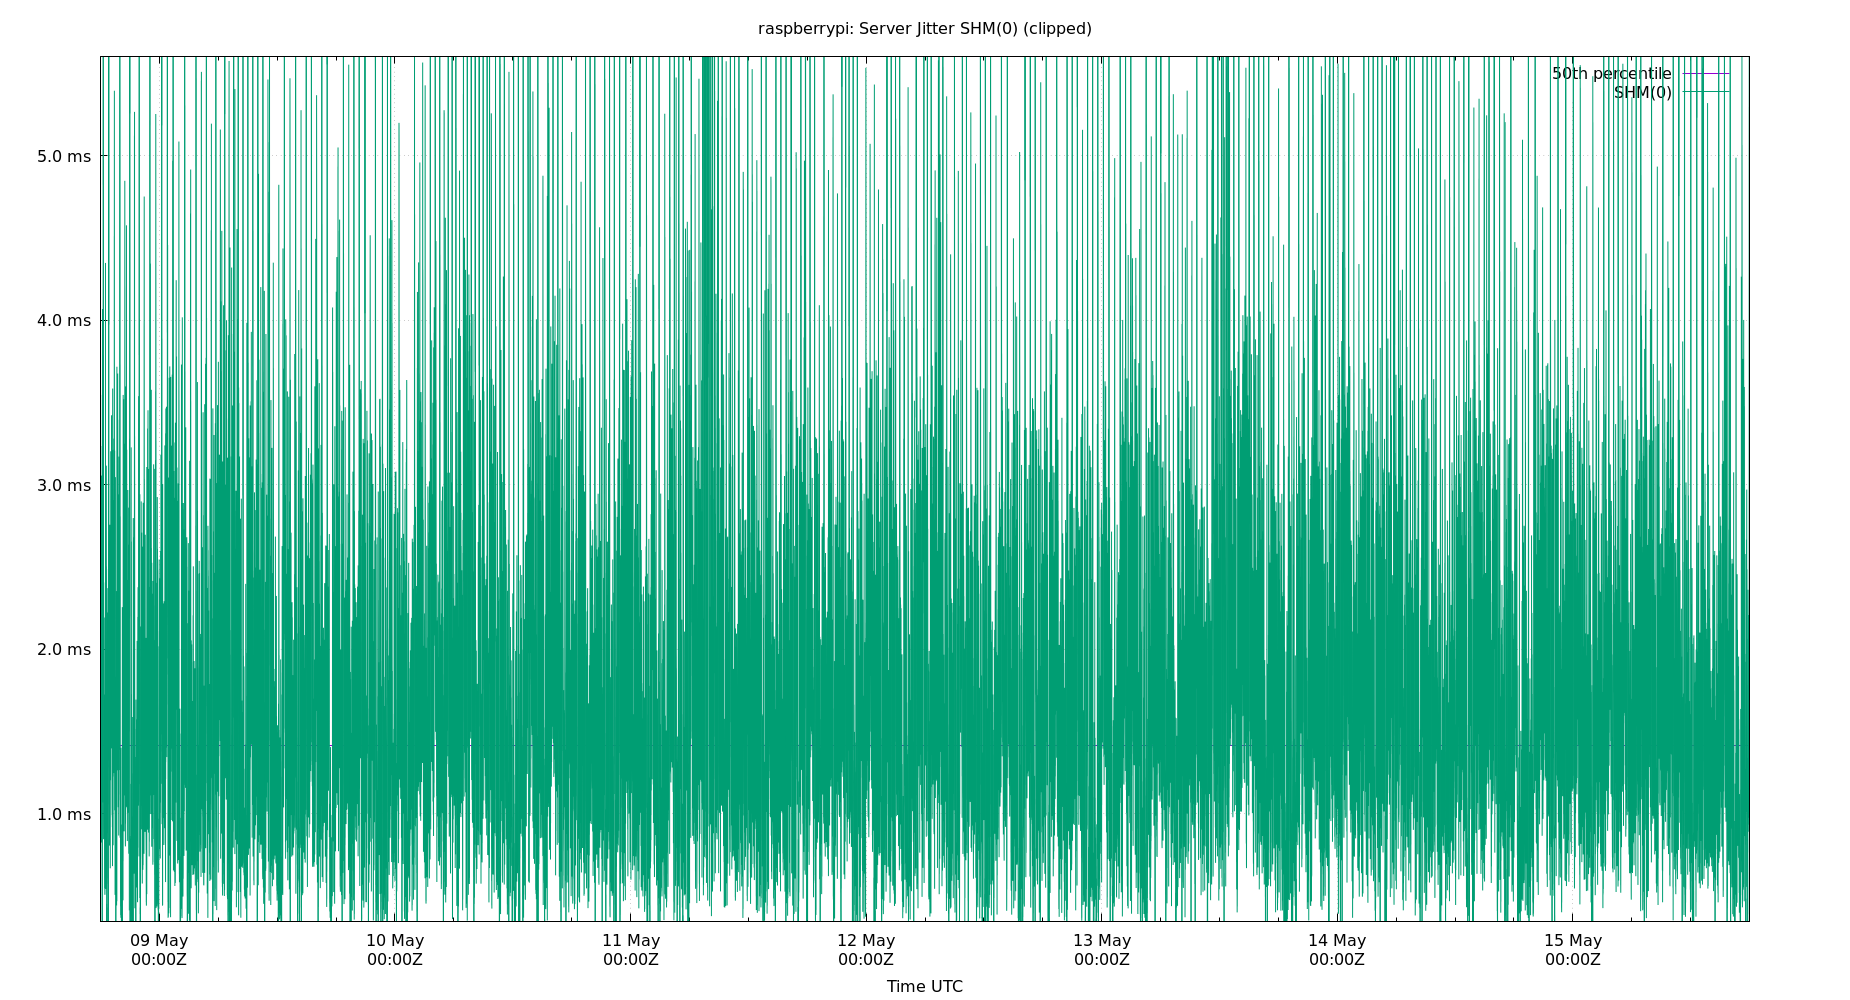 raspberrypi: Server Jitter SHM(0) (clipped)
50th percentile
SHM(0)
5.0 ms
4.0 ms
3.0 ms
2.0 ms
1.0 ms
09 May 10 May 11 May 12 May 13 May 14 May 15 May
00:00Z 00:00Z 00:00Z 00:00Z 00:00Z 00:00Z 00:00Z
Time UTC